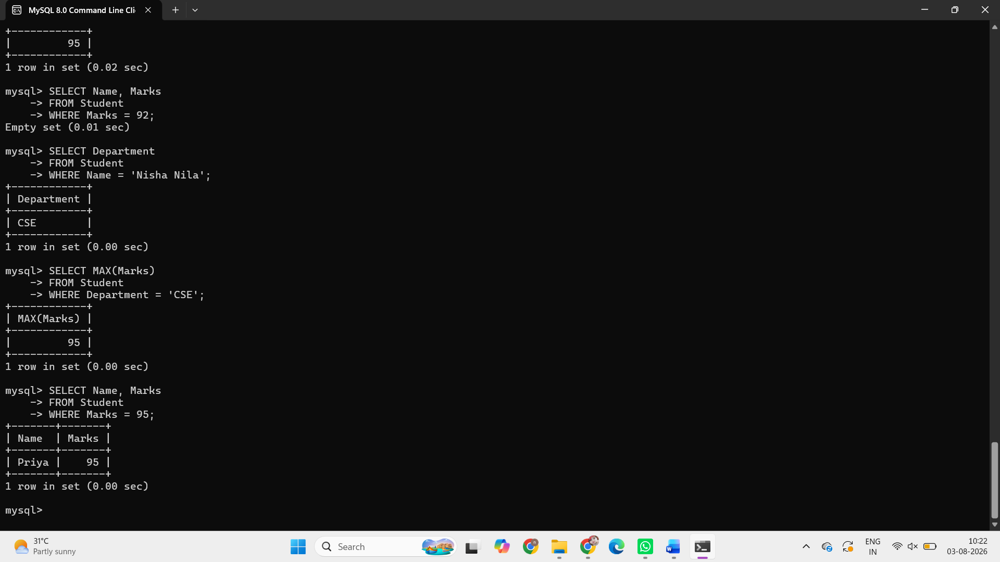 MySQL 8.0 Command Line Cli
+------------+
|         95 |
+------------+
1 row in set (0.02 sec)
mysql> SELECT Name, Marks
    -> FROM Student
    -> WHERE Marks = 92;
Empty set (0.01 sec)
mysql> SELECT Department
    -> FROM Student
    -> WHERE Name = 'Nisha Nila';
+------------+
| Department |
+------------+
| CSE        |
+------------+
1 row in set (0.00 sec)
mysql> SELECT MAX(Marks)
    -> FROM Student
    -> WHERE Department = 'CSE';
+------------+
| MAX(Marks) |
+------------+
|         95 |
+------------+
1 row in set (0.00 sec)
mysql> SELECT Name, Marks
    -> FROM Student
    -> WHERE Marks = 95;
+-------+-------+
| Name  | Marks |
+-------+-------+
| Priya |    95 |
+-------+-------+
1 row in set (0.00 sec)
mysql>
31°C
Partly sunny
Search
ENG
IN
10:22
03-08-2026